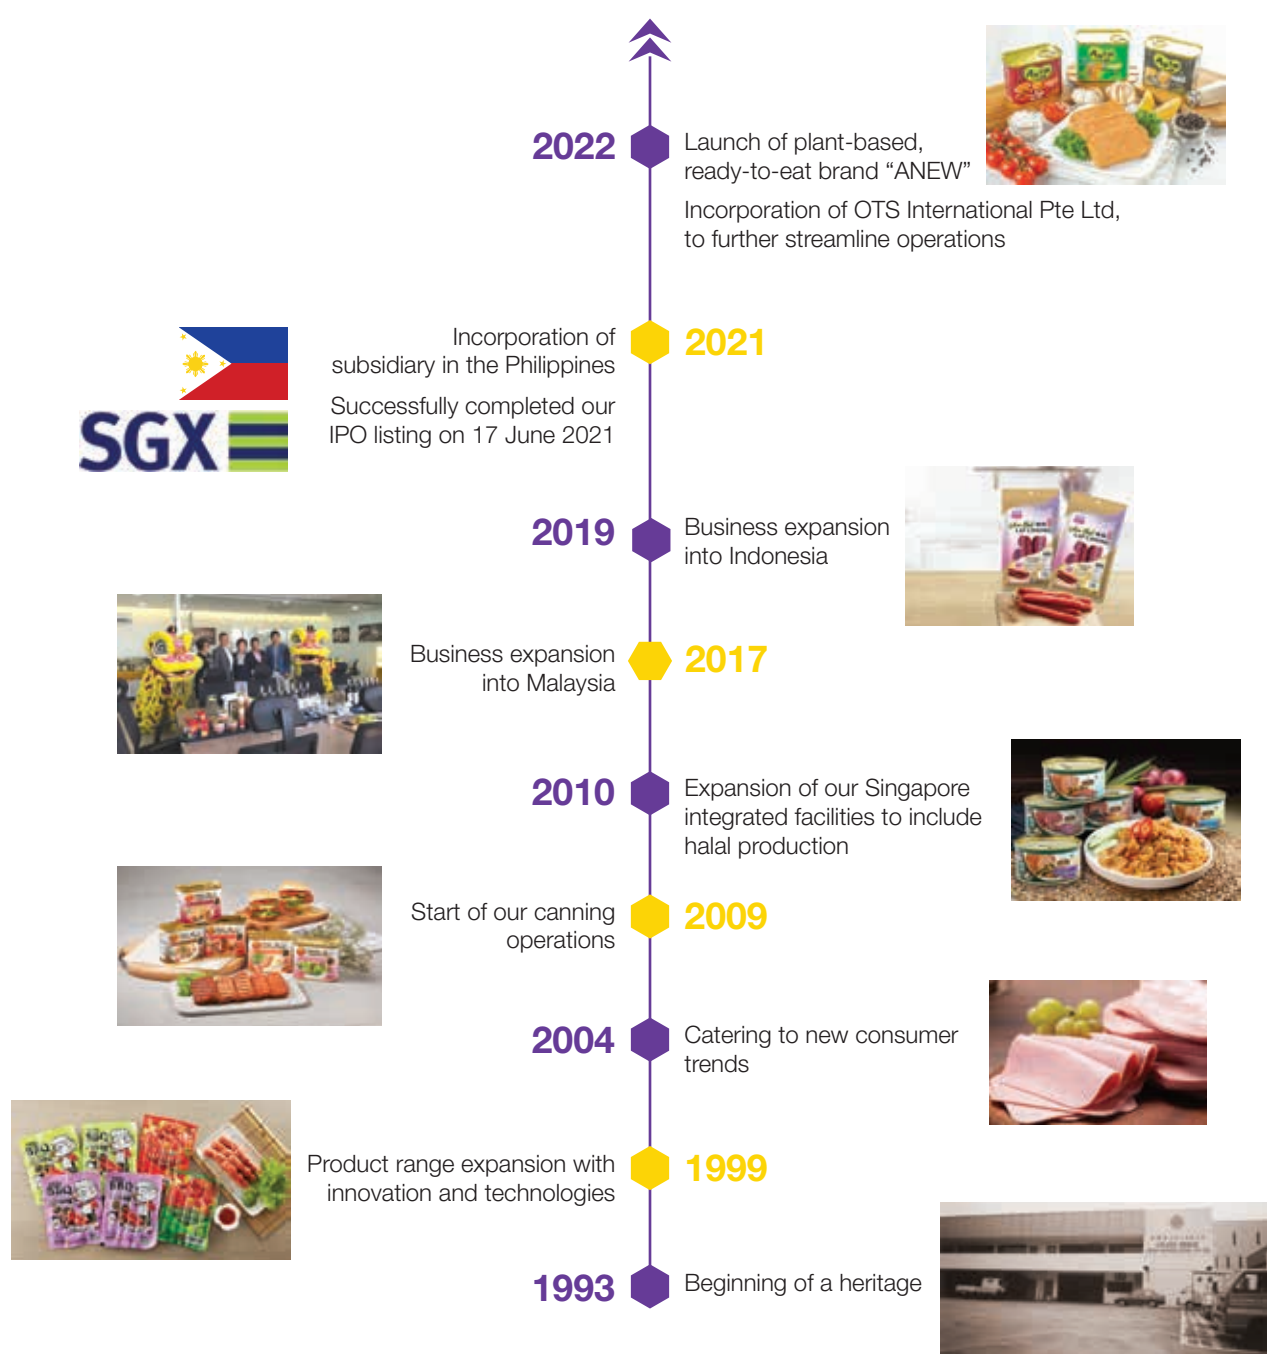 2022
Launch of plant-based,
ready-to-eat brand “ANEW”
Incorporation of OTS International Pte Ltd,
to further streamline operations
Incorporation of
subsidiary in the Philippines
2021
Successfully completed our
IPO listing on 17 June 2021
SGX
2019
Business expansion
into Indonesia
Business expansion
into Malaysia
2017
2010
Expansion of our Singapore
integrated facilities to include
halal production
Start of our canning
operations
2009
2004
Catering to new consumer
trends
Product range expansion with
innovation and technologies
1999
1993
Beginning of a heritage